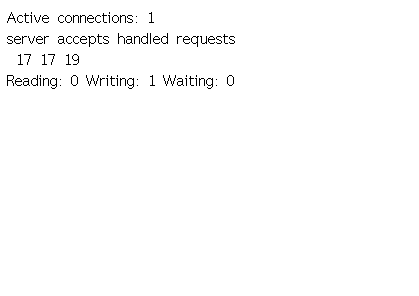 Active connections: 1
server accepts handled requests
17 17 19
Reading: 0 Writing: 1 Waiting: 0